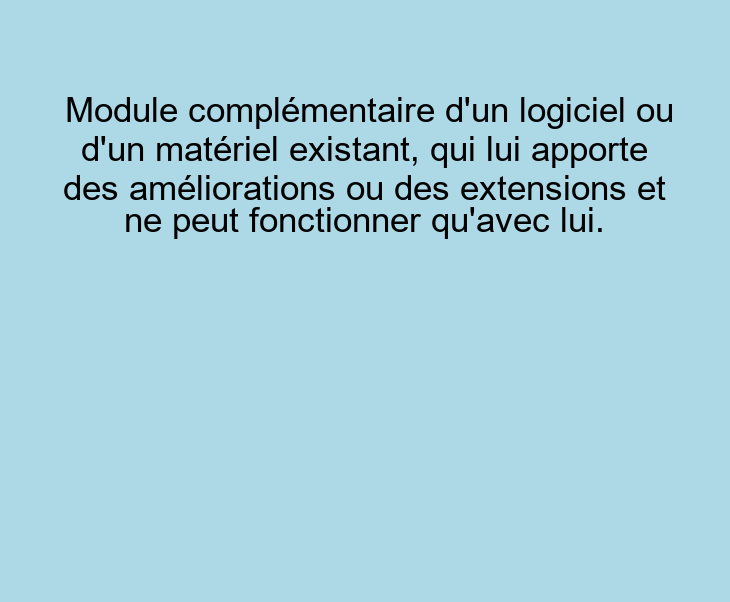 Module complémentaire d'un logiciel ou
d'un matériel existant, qui lui apporte
des améliorations ou des extensions et
ne peut fonctionner qu'avec lui.